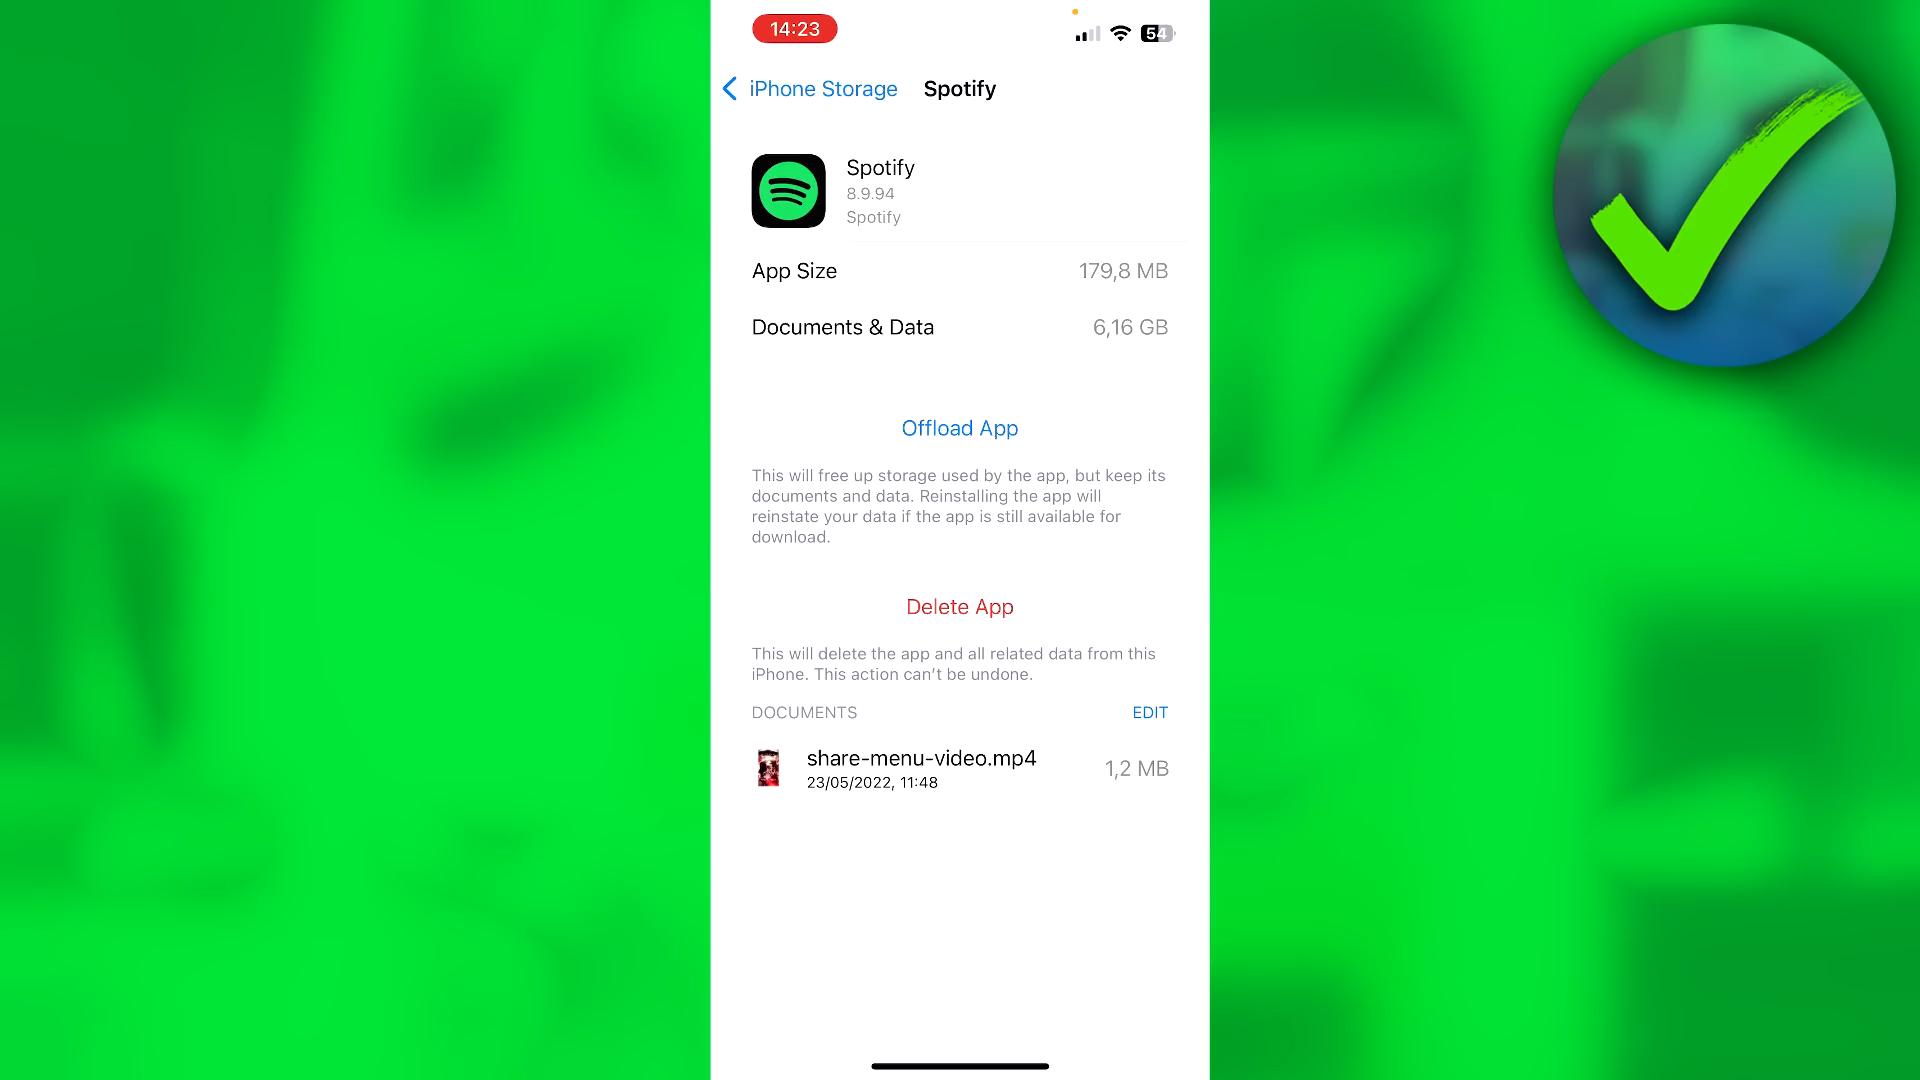 14:23
54
iPhone Storage
Spotify
Spotify
8.9.94
Spotify
App Size
179,8 MB
Documents & Data
6,16 GB
Offload App
This will free up storage used by the app, but keep its
documents and data. Reinstalling the app will
reinstate your data if the app is still available for
download.
Delete App
This will delete the app and all related data from this
iPhone. This action can't be undone.
DOCUMENTS
EDIT
share-menu-video.mp4
1,2 MB
23/05/2022, 11:48